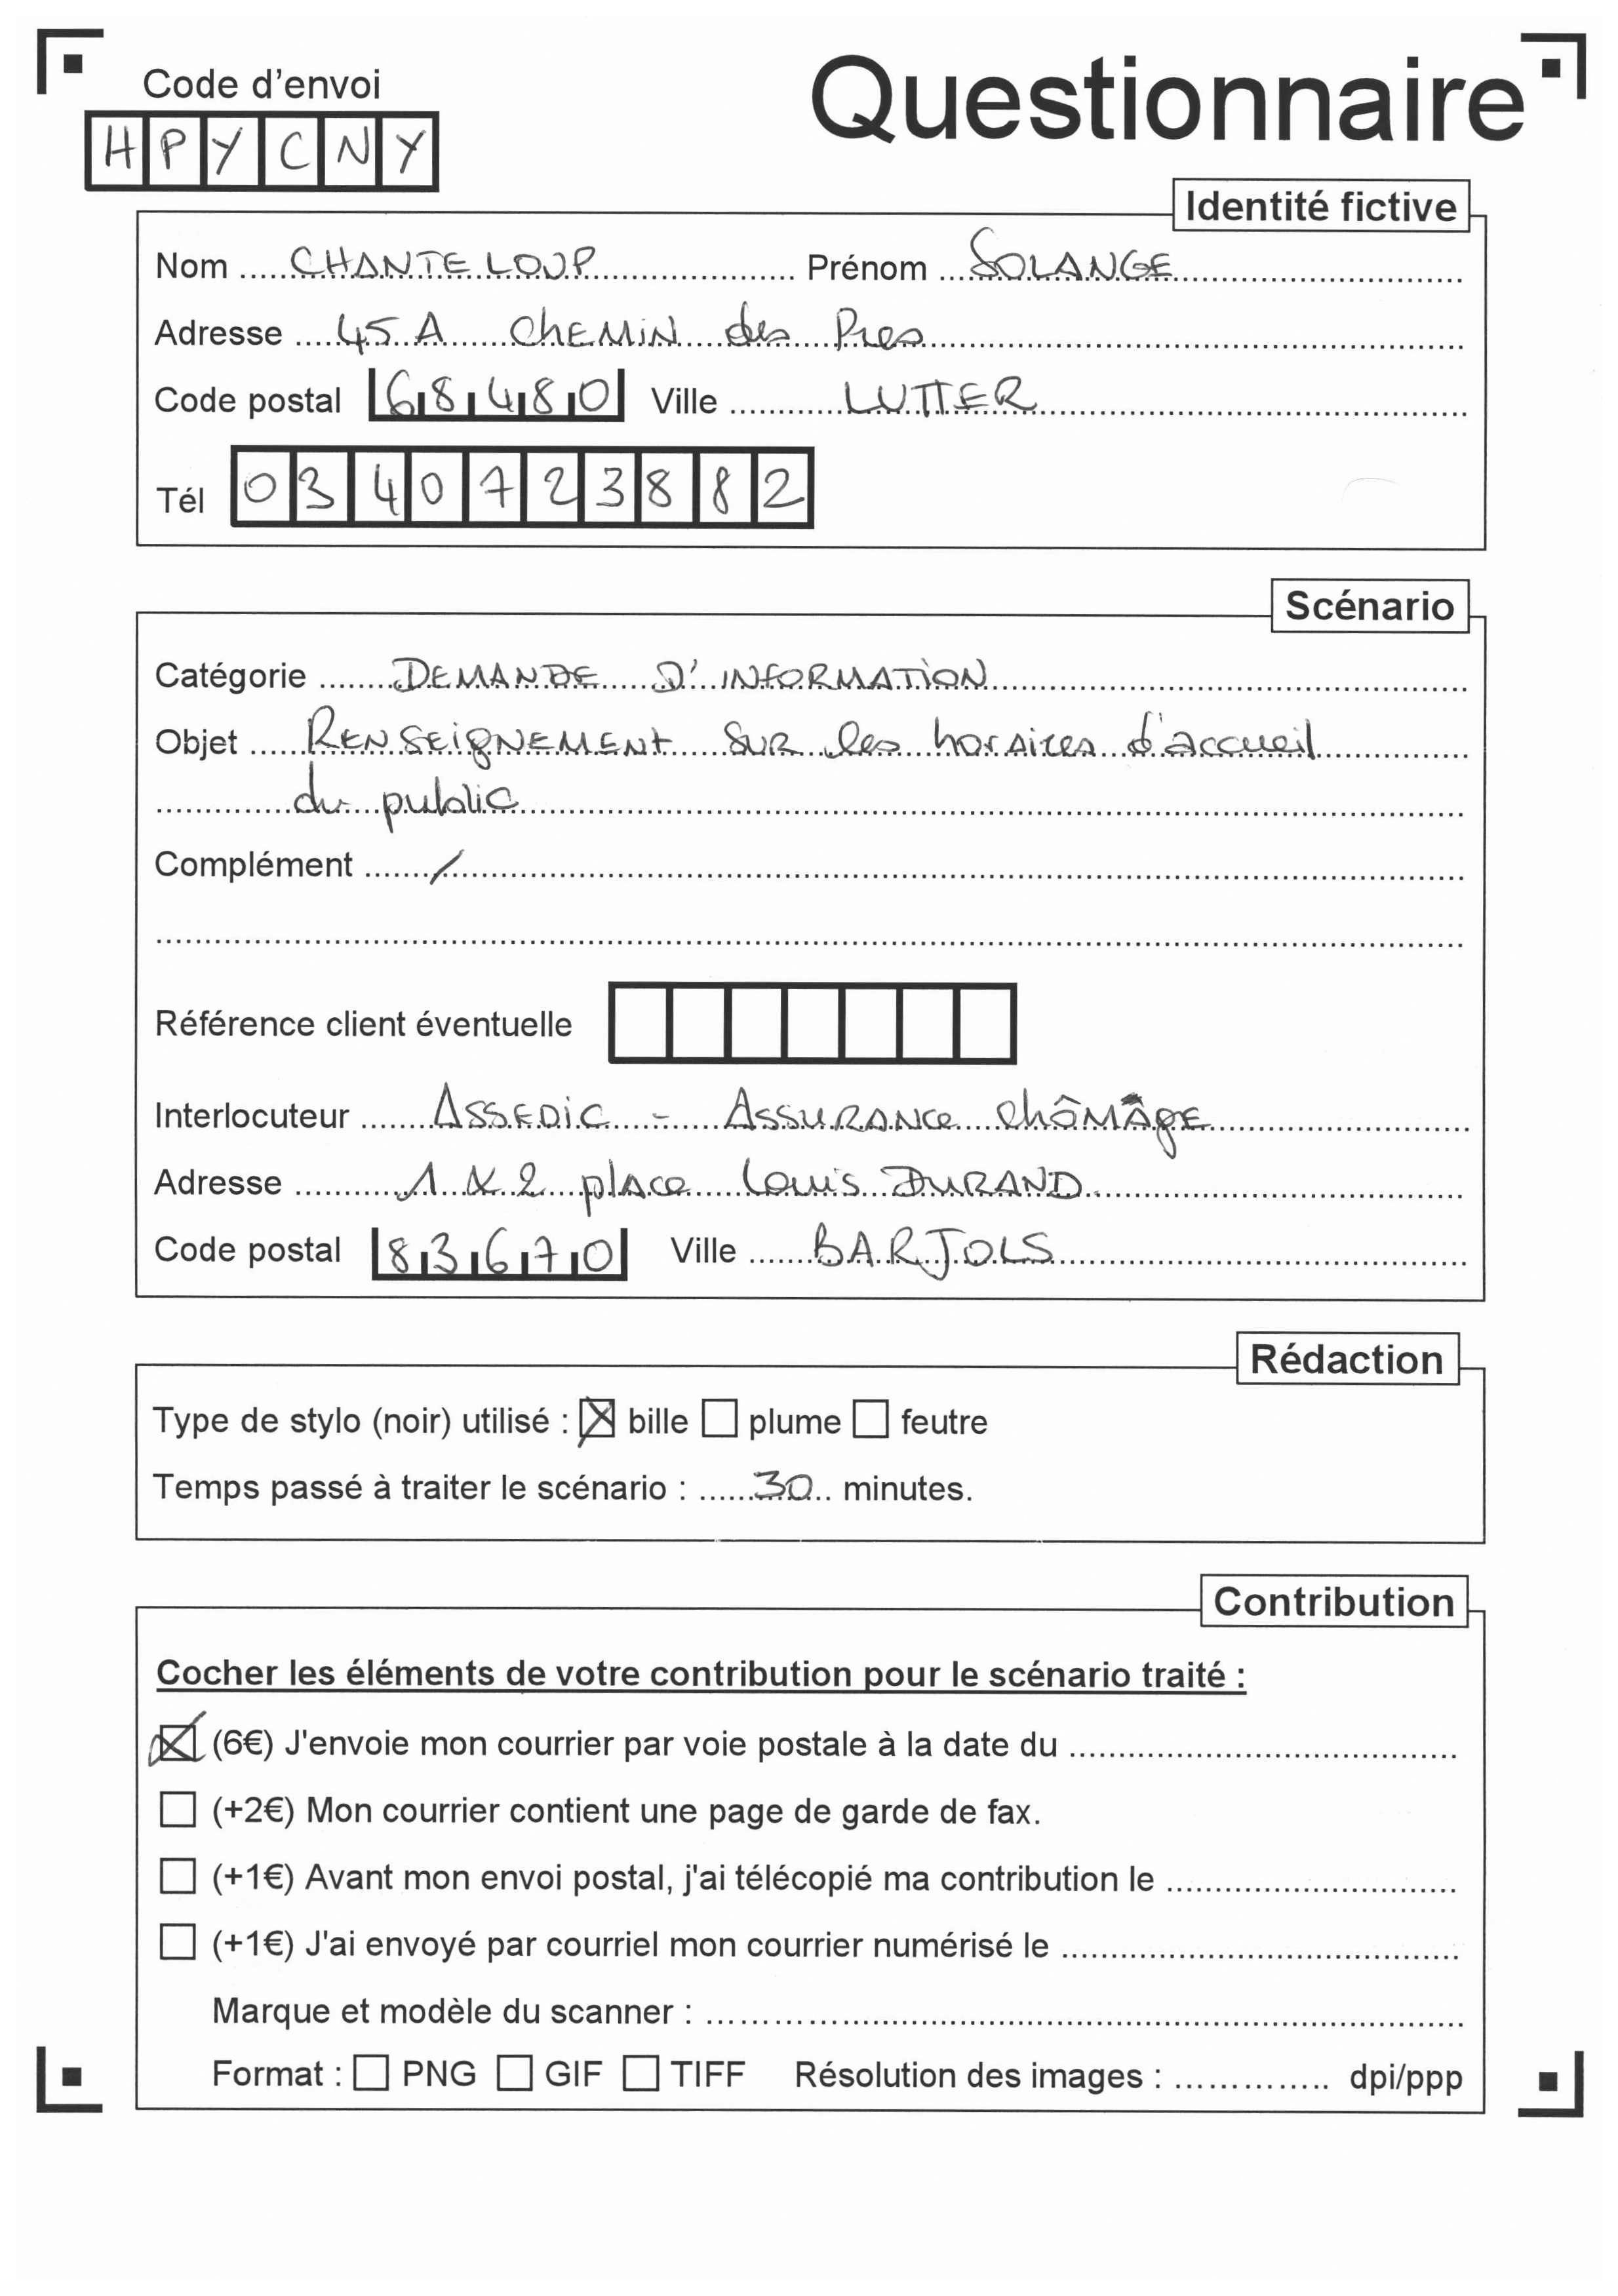 Code d'envoi
Questionnaire
HPYCNY
Identité fictive
Nom CHANTELOUP Prénom SOLANGE
Adresse 45A CHEMIN des Pres
Code postal 68480 Ville LUTTER
Tél 0340723882
Scénario
Catégorie DEMANDE D'INFORMATION
Objet RENSEIGNEMENT SUR les horaires d'accueil
du public
Complément /
Référence client éventuelle
Interlocuteur ASSEDIC - ASSURANCE chômâge
Adresse 1 & 2 place Louis DURAND
Code postal 83670 Ville BARJOLS
Rédaction
Type de stylo (noir) utilisé : ☒ bille ☐ plume ☐ feutre
Temps passé à traiter le scénario : 30 minutes.
Contribution
Cocher les éléments de votre contribution pour le scénario traité :
☒ (6€) J'envoie mon courrier par voie postale à la date du
☐ (+2€) Mon courrier contient une page de garde de fax.
☐ (+1€) Avant mon envoi postal, j'ai télécopié ma contribution le
☐ (+1€) J'ai envoyé par courriel mon courrier numérisé le
Marque et modèle du scanner :
Format : ☐ PNG ☐ GIF ☐ TIFF Résolution des images : dpi/ppp